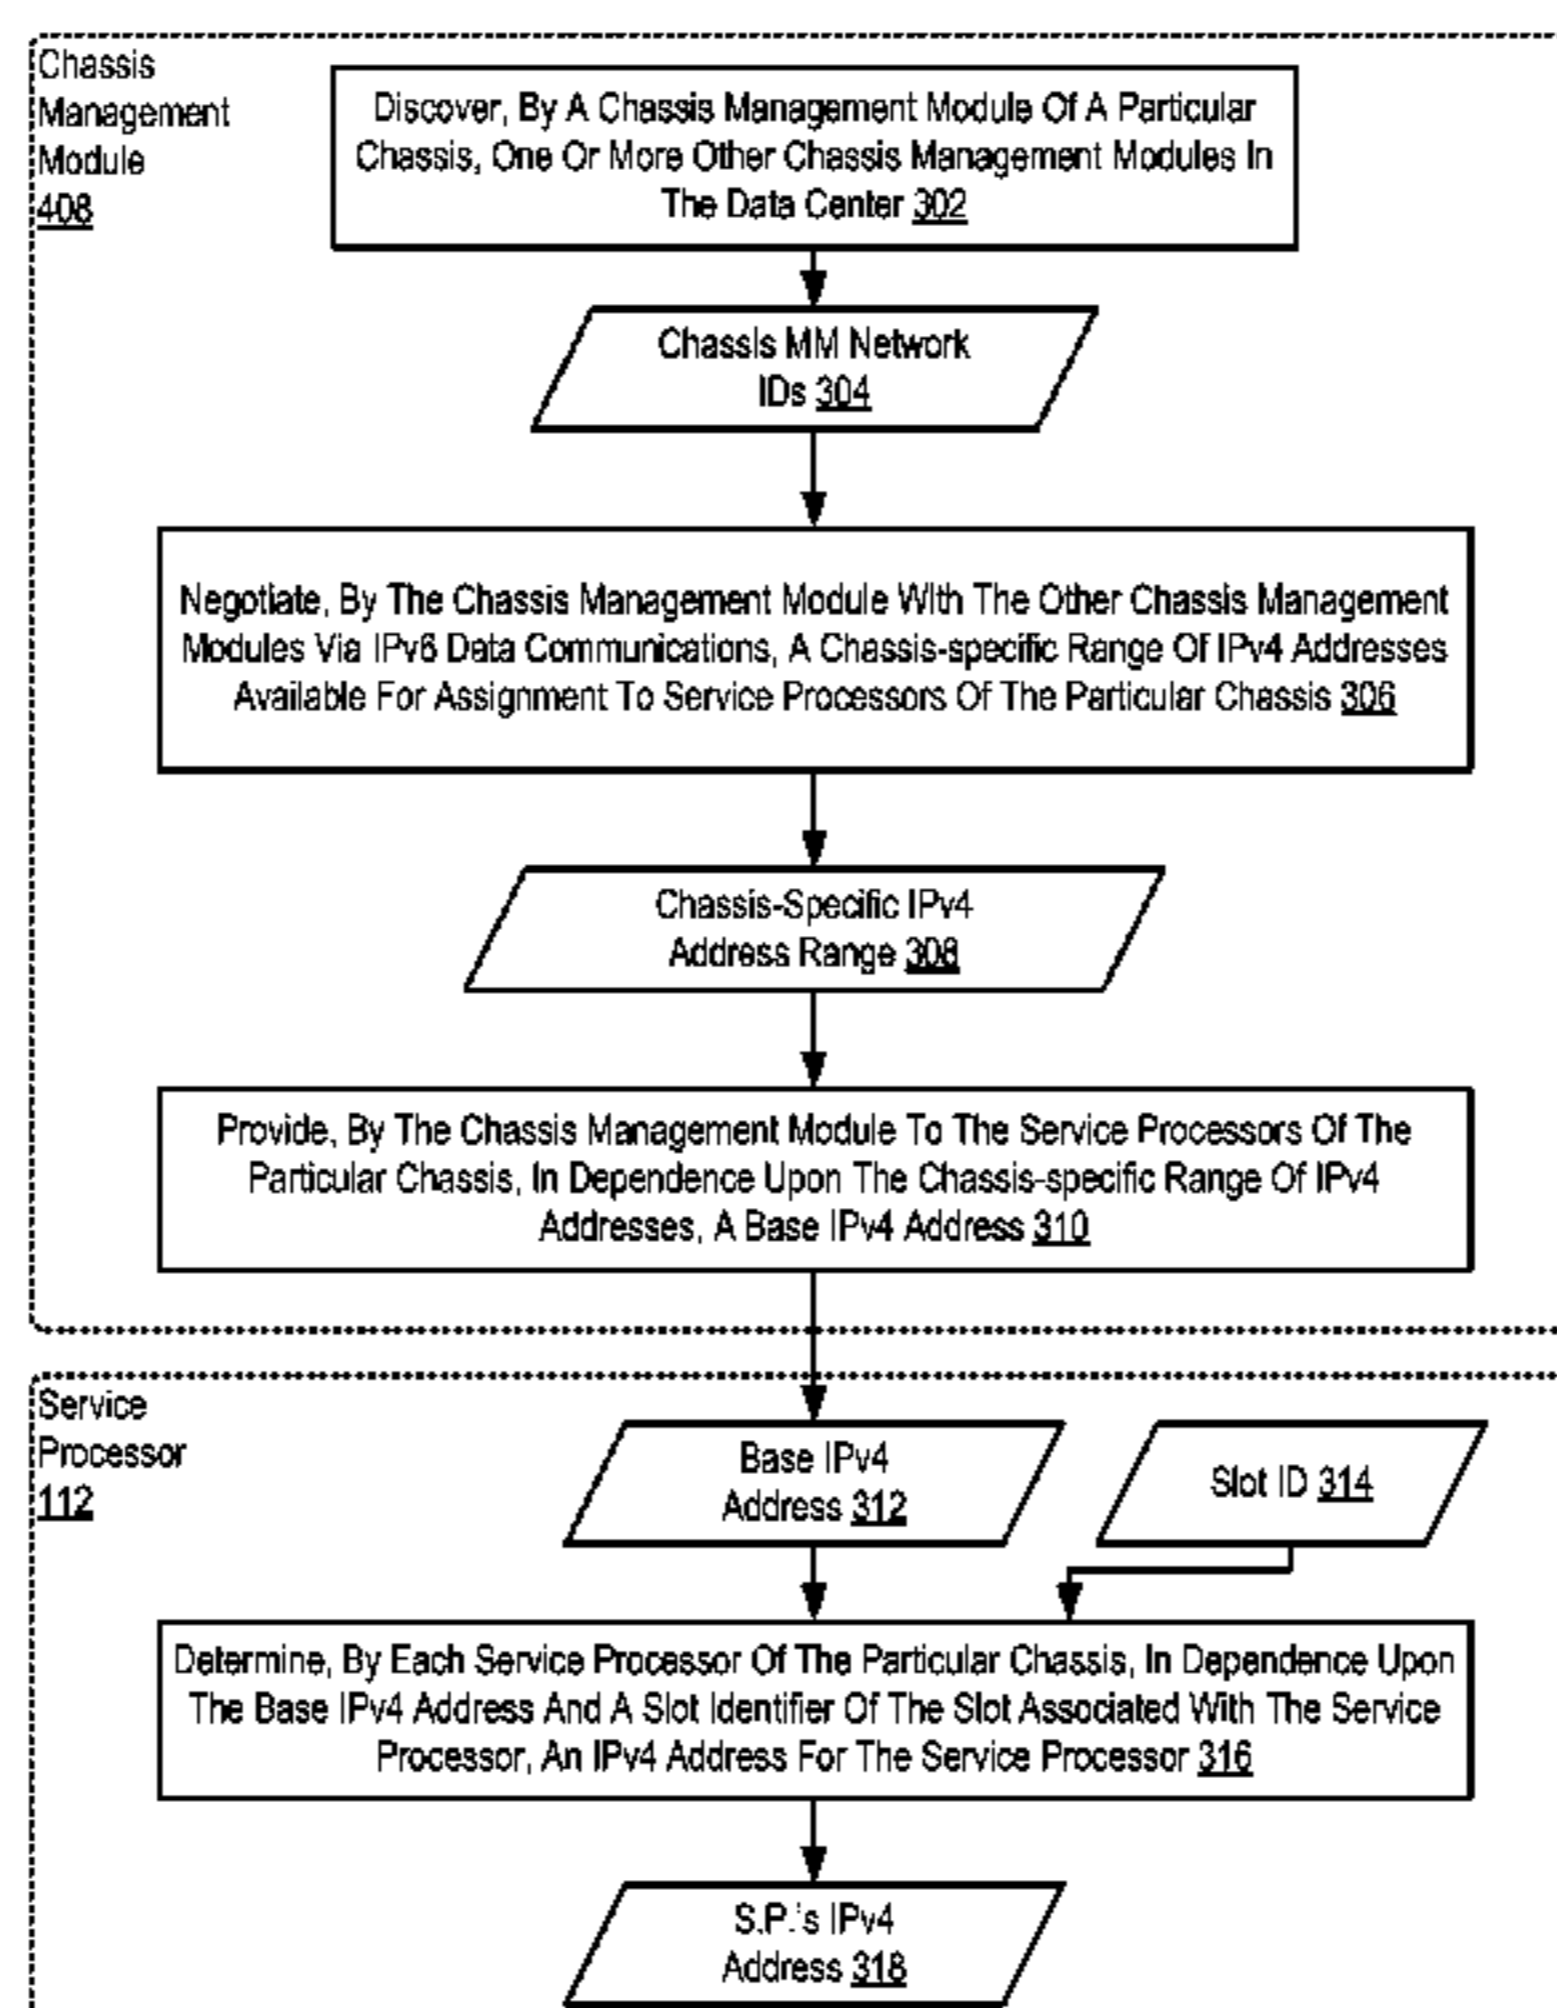 Chassis
Management
Module
408
Discover, By A Chassis Management Module Of A Particular
Chassis, One Or More Other Chassis Management Modules In
The Data Center 302
Chassis MM Network
IDs 304
Negotiate, By The Chassis Management Module With The Other Chassis Management
Modules Via IPv6 Data Communications, A Chassis-specific Range Of IPv4 Addresses
Available For Assignment To Service Processors Of The Particular Chassis 306
Chassis-Specific IPv4
Address Range 308
Provide, By The Chassis Management Module To The Service Processors Of The
Particular Chassis, In Dependence Upon The Chassis-specific Range Of IPv4
Addresses, A Base IPv4 Address 310
Service
Processor
112
Base IPv4
Address 312
Slot ID 314
Determine, By Each Service Processor Of The Particular Chassis, In Dependence Upon
The Base IPv4 Address And A Slot Identifier Of The Slot Associated With The Service
Processor, An IPv4 Address For The Service Processor 316
S.P.'s IPv4
Address 318